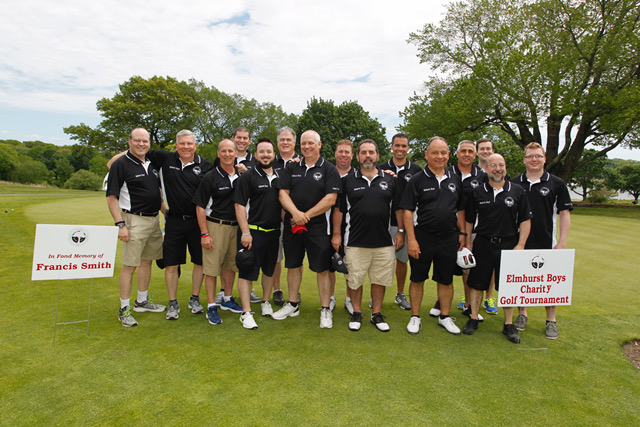 In Fond Memory of
Francis Smith
Elmhurst Boys
Charity
Golf Tournament